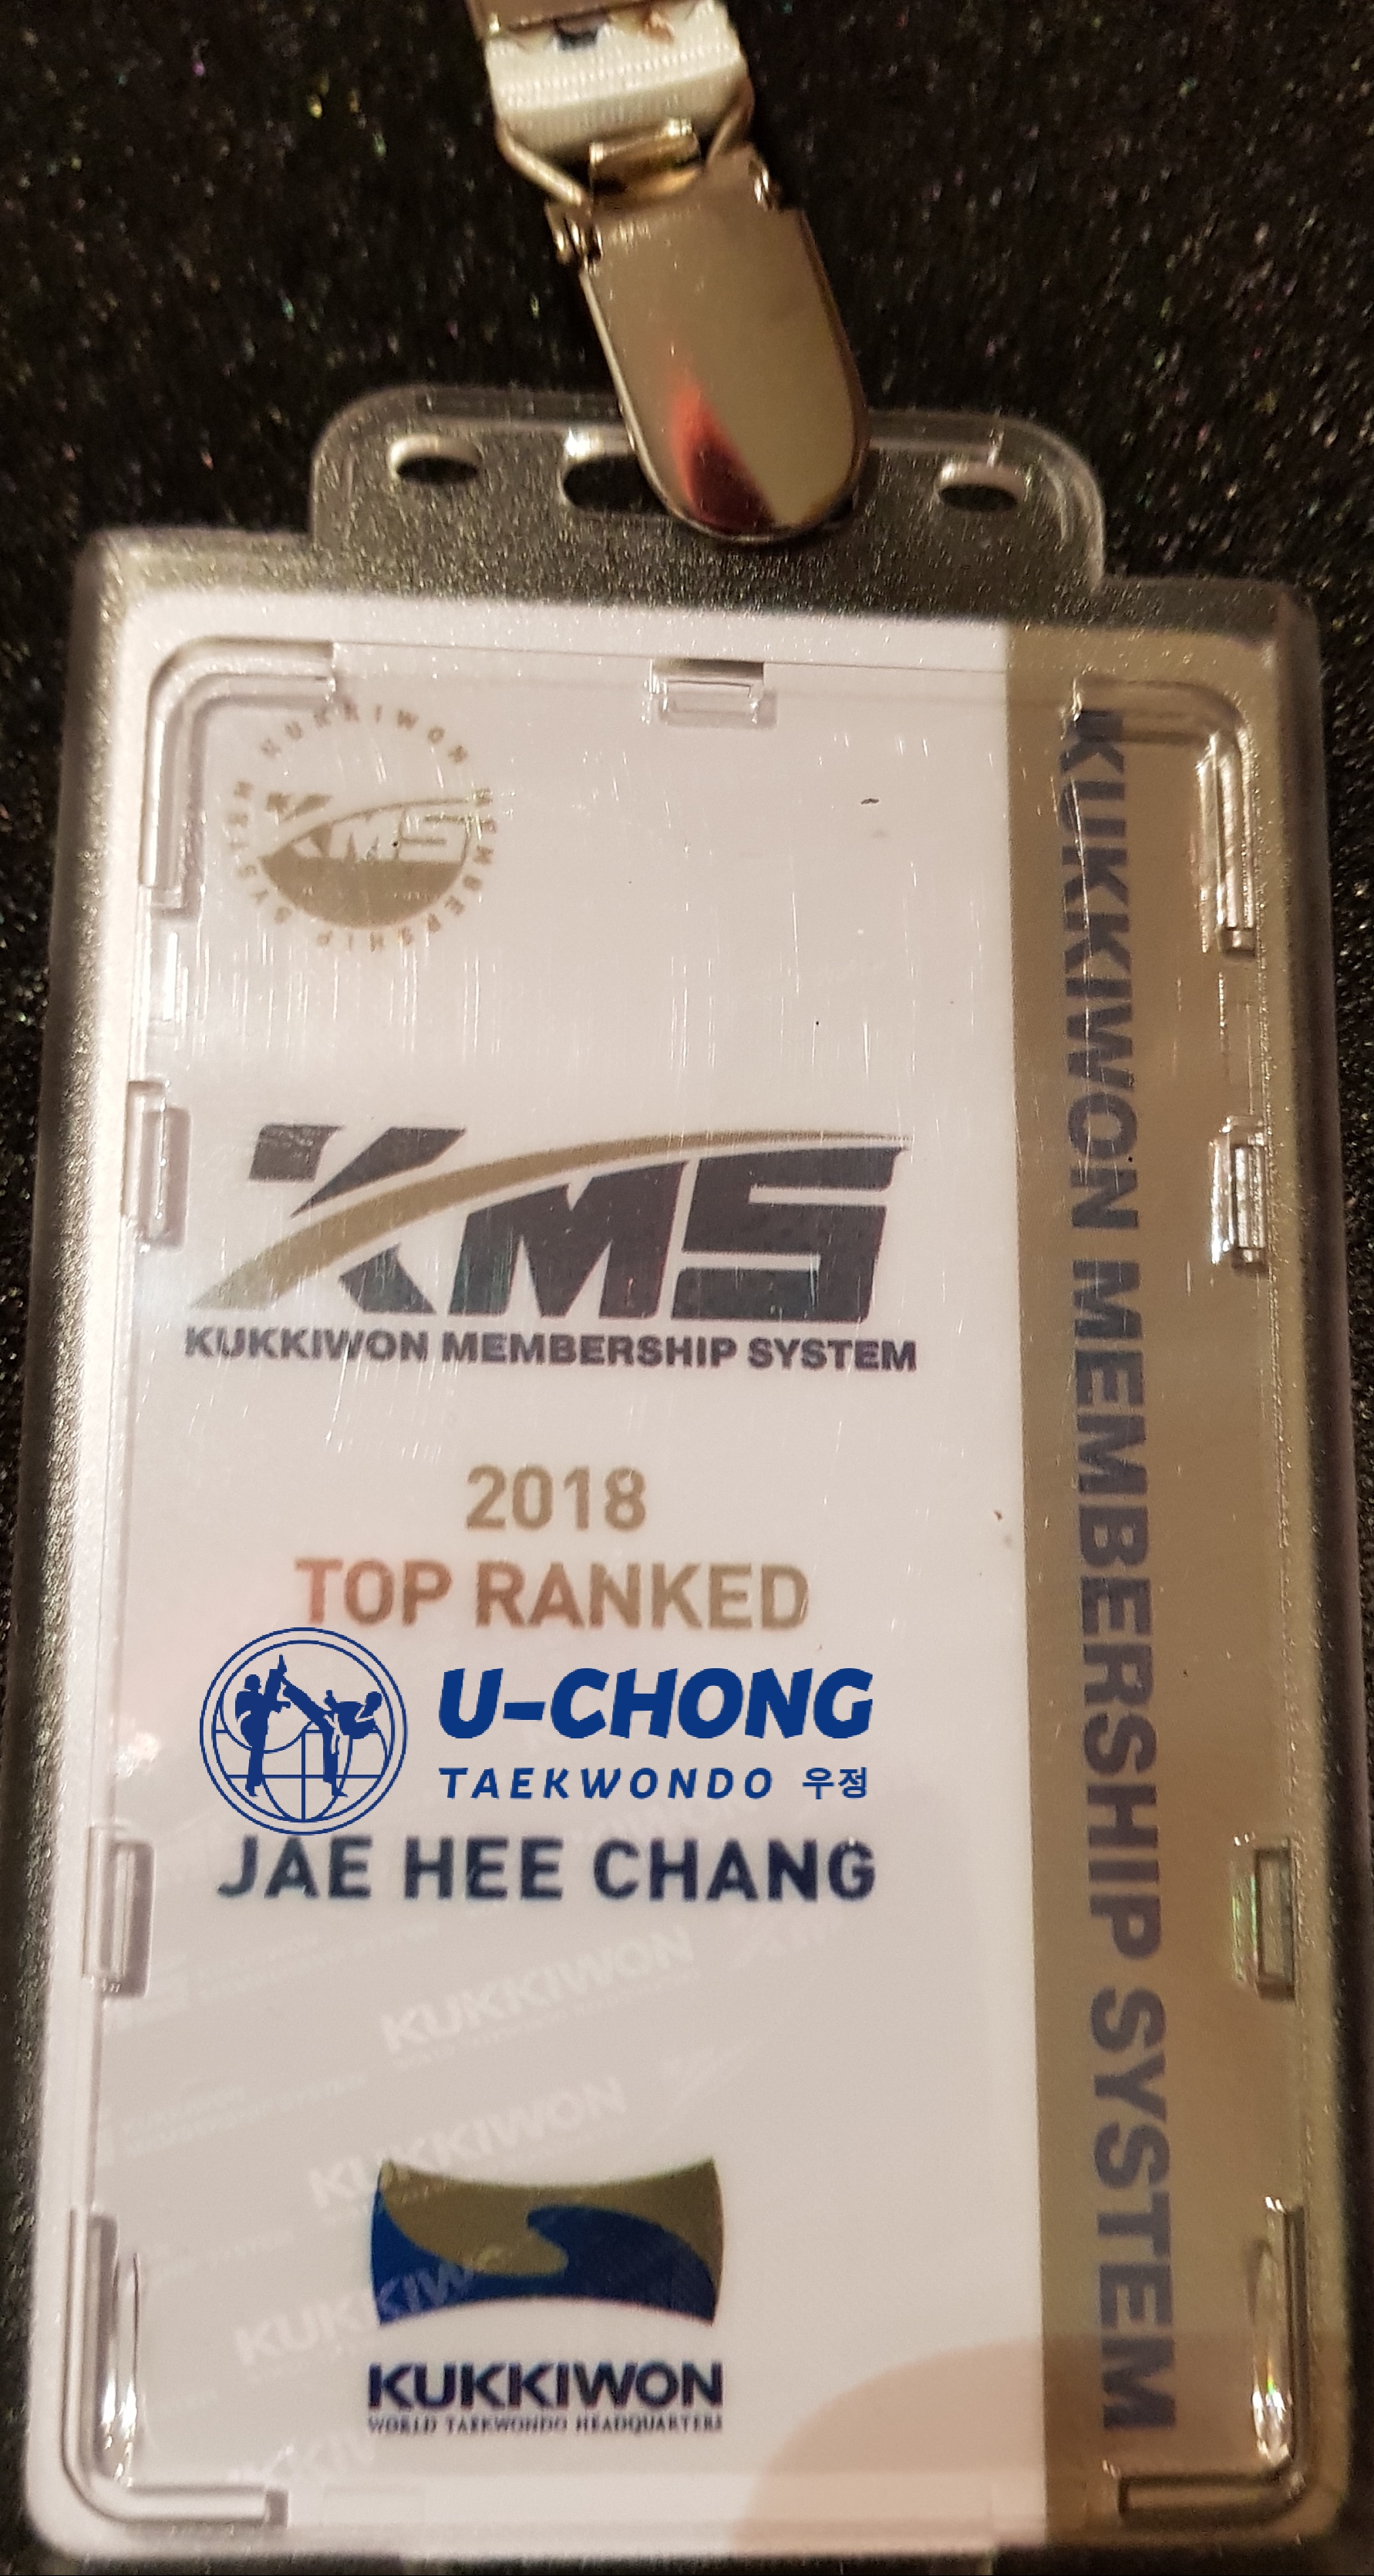 KUKKIWON MEMBERSHIP SYSTEM
KMS
KMS
KUKKIWON MEMBERSHIP SYSTEM
2018
TOP RANKED
U-CHONG
TAEKWONDO 우정
JAE HEE CHANG
KUKKIWON
KUKKIWON
KUKKIWON
KUKKIWON
WORLD TAEKWONDO HEADQUARTERS
KUKKIWON MEMBERSHIP SYSTEM